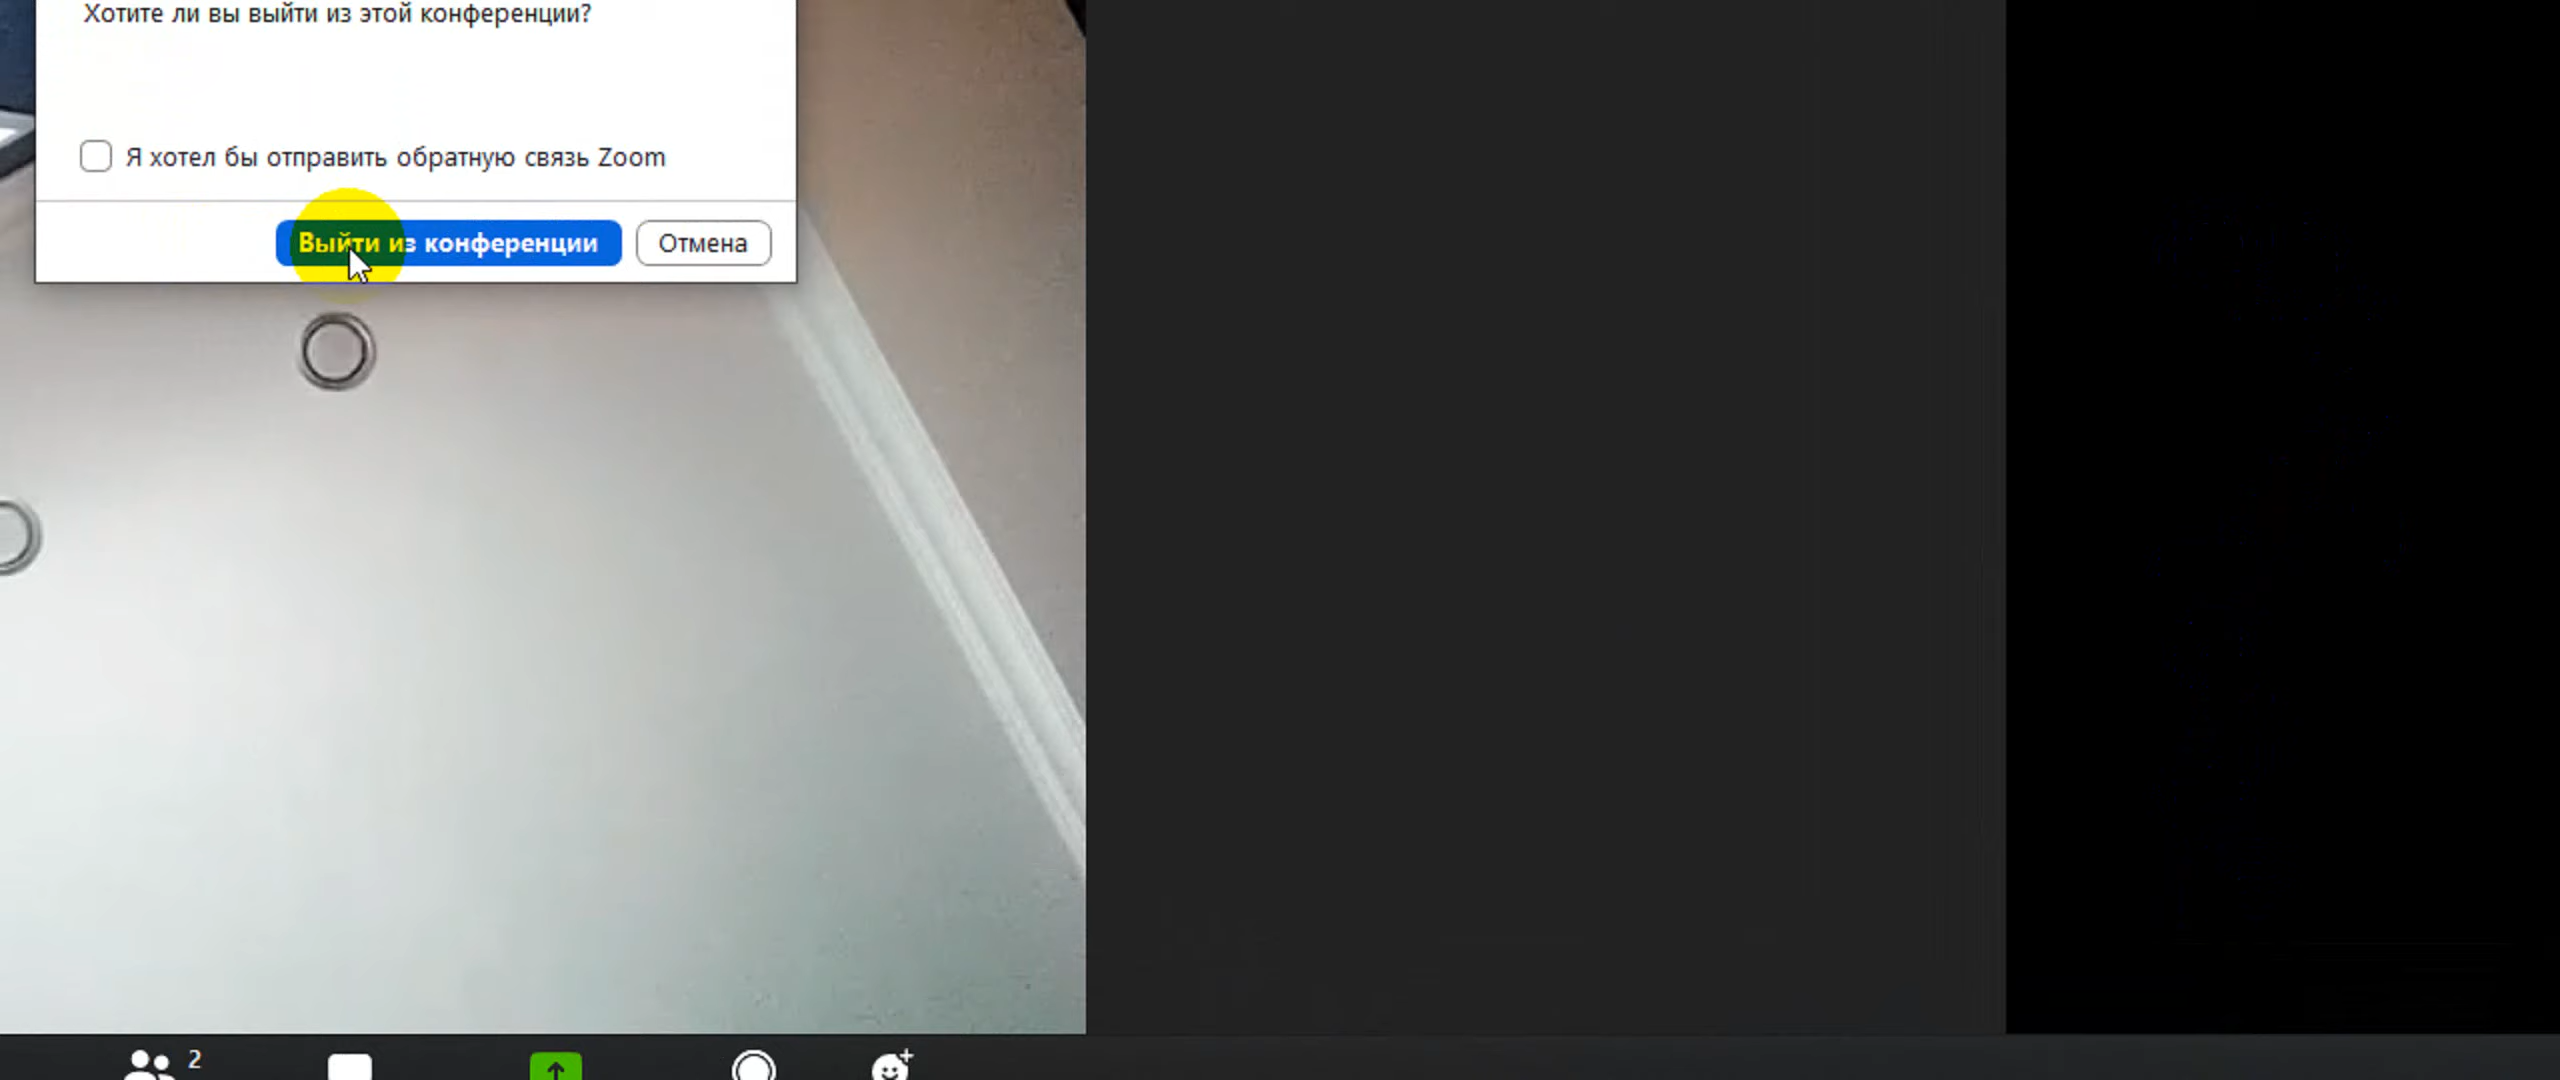 Хотите ли вы выйти из этой конференции?
Я хотел бы отправить обратную связь Zoom
Выйти из конференции
Отмена
2